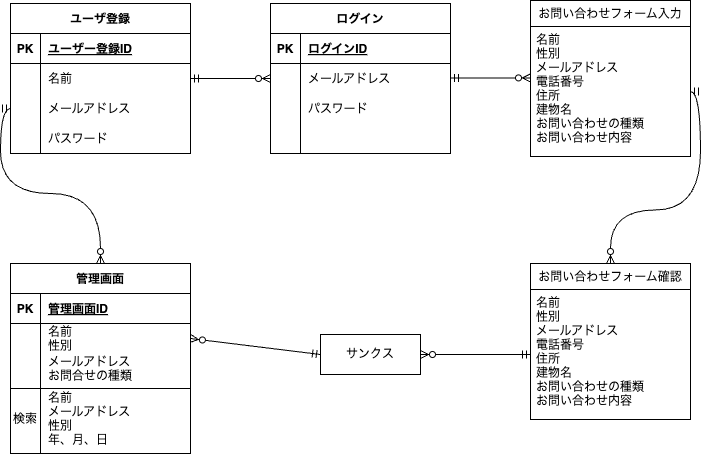 ユーザ登録
PK ユーザー登録ID
名前
メールアドレス
パスワード
ログイン
PK ログインID
メールアドレス
パスワード
お問い合わせフォーム入力
名前
性別
メールアドレス
電話番号
住所
建物名
お問い合わせの種類
お問い合わせ内容
管理画面
PK 管理画面ID
名前
性別
メールアドレス
お問合せの種類
検索
名前
メールアドレス
性別
年、月、日
サンクス
お問い合わせフォーム確認
名前
性別
メールアドレス
電話番号
住所
建物名
お問い合わせの種類
お問い合わせ内容